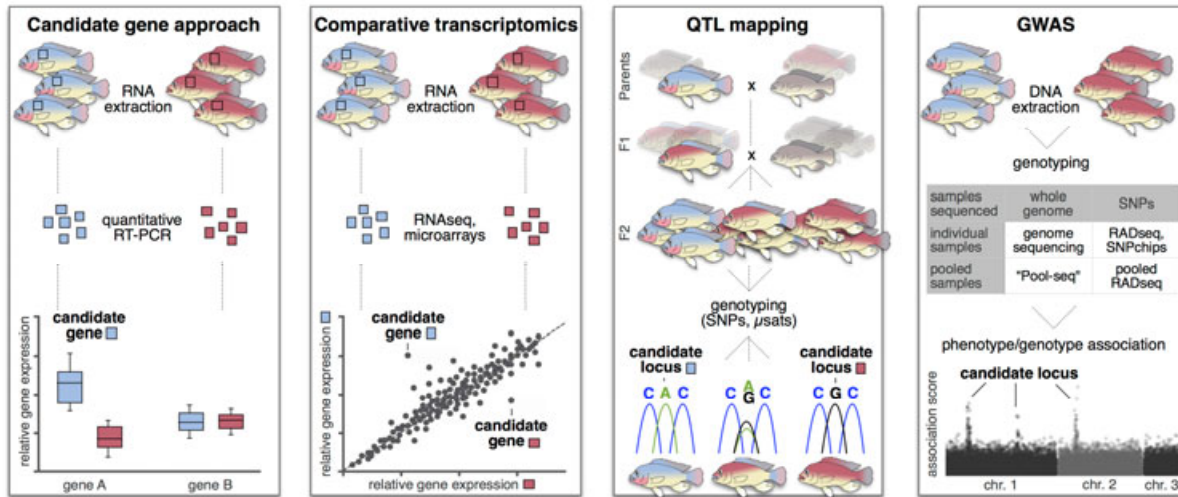 Candidate gene approach
RNA
extraction
quantitative
RT-PCR
candidate
gene
relative gene expression
gene A
gene B
Comparative transcriptomics
RNA
extraction
RNAseq,
microarrays
candidate
gene
relative gene expression
candidate
gene
relative gene expression
QTL mapping
Parents
x
F1
x
F2
genotyping
(SNPs, µsats)
candidate
locus
candidate
locus
C A C
C A G C
C G C
GWAS
DNA
extraction
genotyping
samples
sequenced
whole
genome
SNPs
individual
samples
genome
sequencing
RADseq,
SNPchips
pooled
samples
"Pool-seq"
pooled
RADseq
phenotype/genotype association
candidate locus
association score
chr. 1
chr. 2
chr. 3